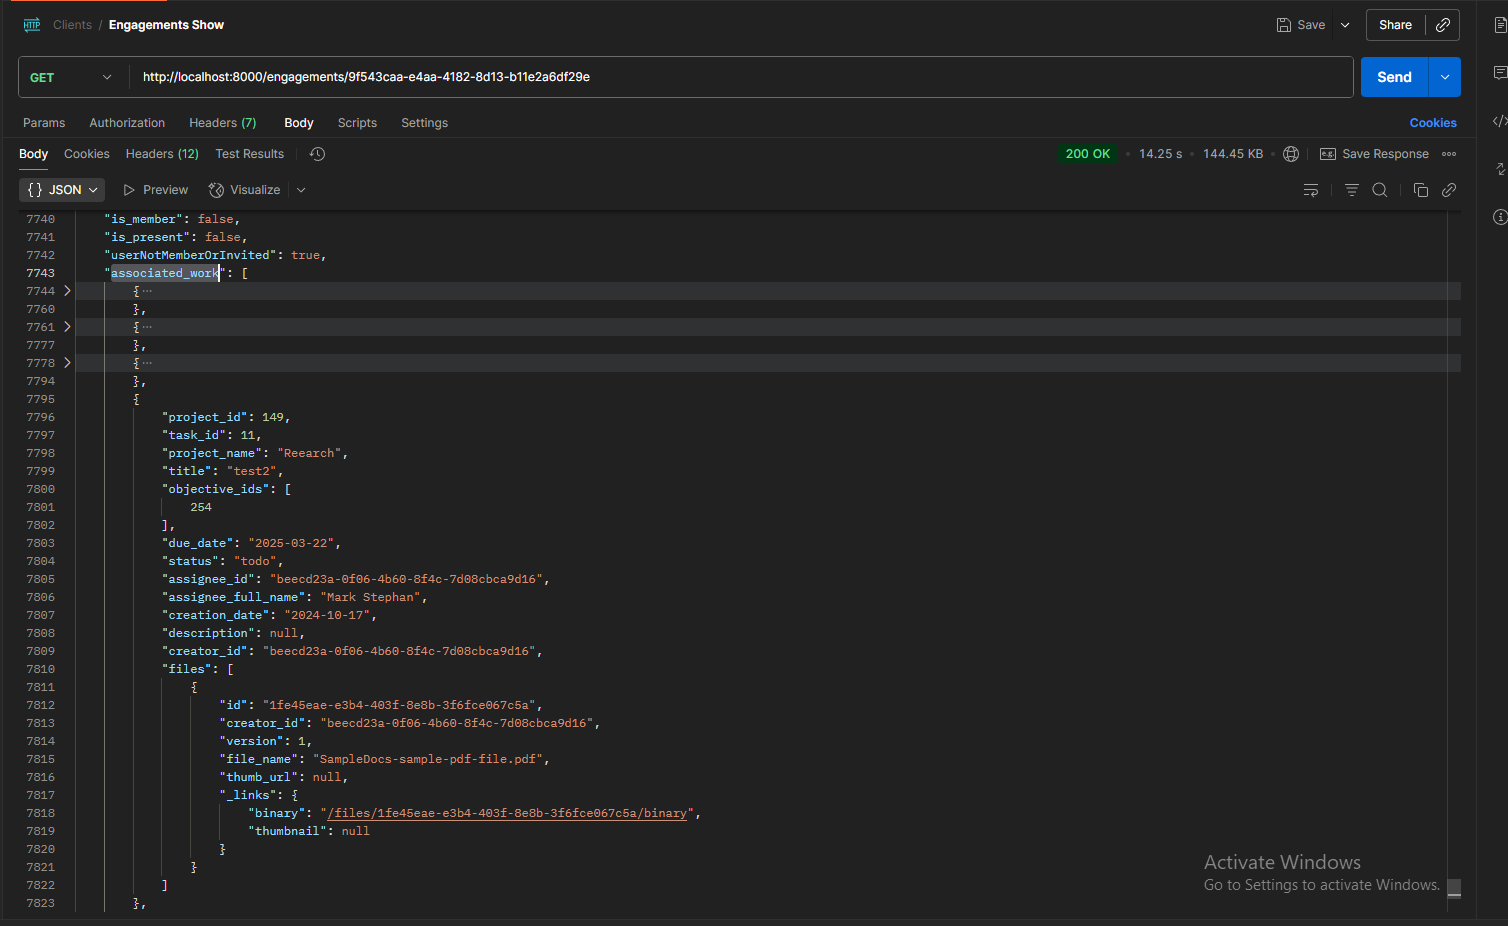 HTTP Clients / Engagements Show Save Share
GET http://localhost:8000/engagements/9f543caa-e4aa-4182-8d13-b11e2a6df29e Send
Params Authorization Headers (7) Body Scripts Settings Cookies
Body Cookies Headers (12) Test Results 200 OK 14.25 s 144.45 KB e.g. Save Response
{} JSON Preview Visualize
7740 "is_member": false,
7741 "is_present": false,
7742 "userNotMemberOrInvited": true,
7743 "associated_work": [
7744 { ...
7760 },
7761 { ...
7777 },
7778 { ...
7794 },
7795 {
7796 "project_id": 149,
7797 "task_id": 11,
7798 "project_name": "Reearch",
7799 "title": "test2",
7800 "objective_ids": [
7801 254
7802 ],
7803 "due_date": "2025-03-22",
7804 "status": "todo",
7805 "assignee_id": "beecd23a-0f06-4b60-8f4c-7d08cbca9d16",
7806 "assignee_full_name": "Mark Stephan",
7807 "creation_date": "2024-10-17",
7808 "description": null,
7809 "creator_id": "beecd23a-0f06-4b60-8f4c-7d08cbca9d16",
7810 "files": [
7811 {
7812 "id": "1fe45eae-e3b4-403f-8e8b-3f6fce067c5a",
7813 "creator_id": "beecd23a-0f06-4b60-8f4c-7d08cbca9d16",
7814 "version": 1,
7815 "file_name": "SampleDocs-sample-pdf-file.pdf",
7816 "thumb_url": null,
7817 "_links": {
7818 "binary": "/files/1fe45eae-e3b4-403f-8e8b-3f6fce067c5a/binary",
7819 "thumbnail": null
7820 }
7821 }
7822 ]
7823 },
Activate Windows
Go to Settings to activate Windows.